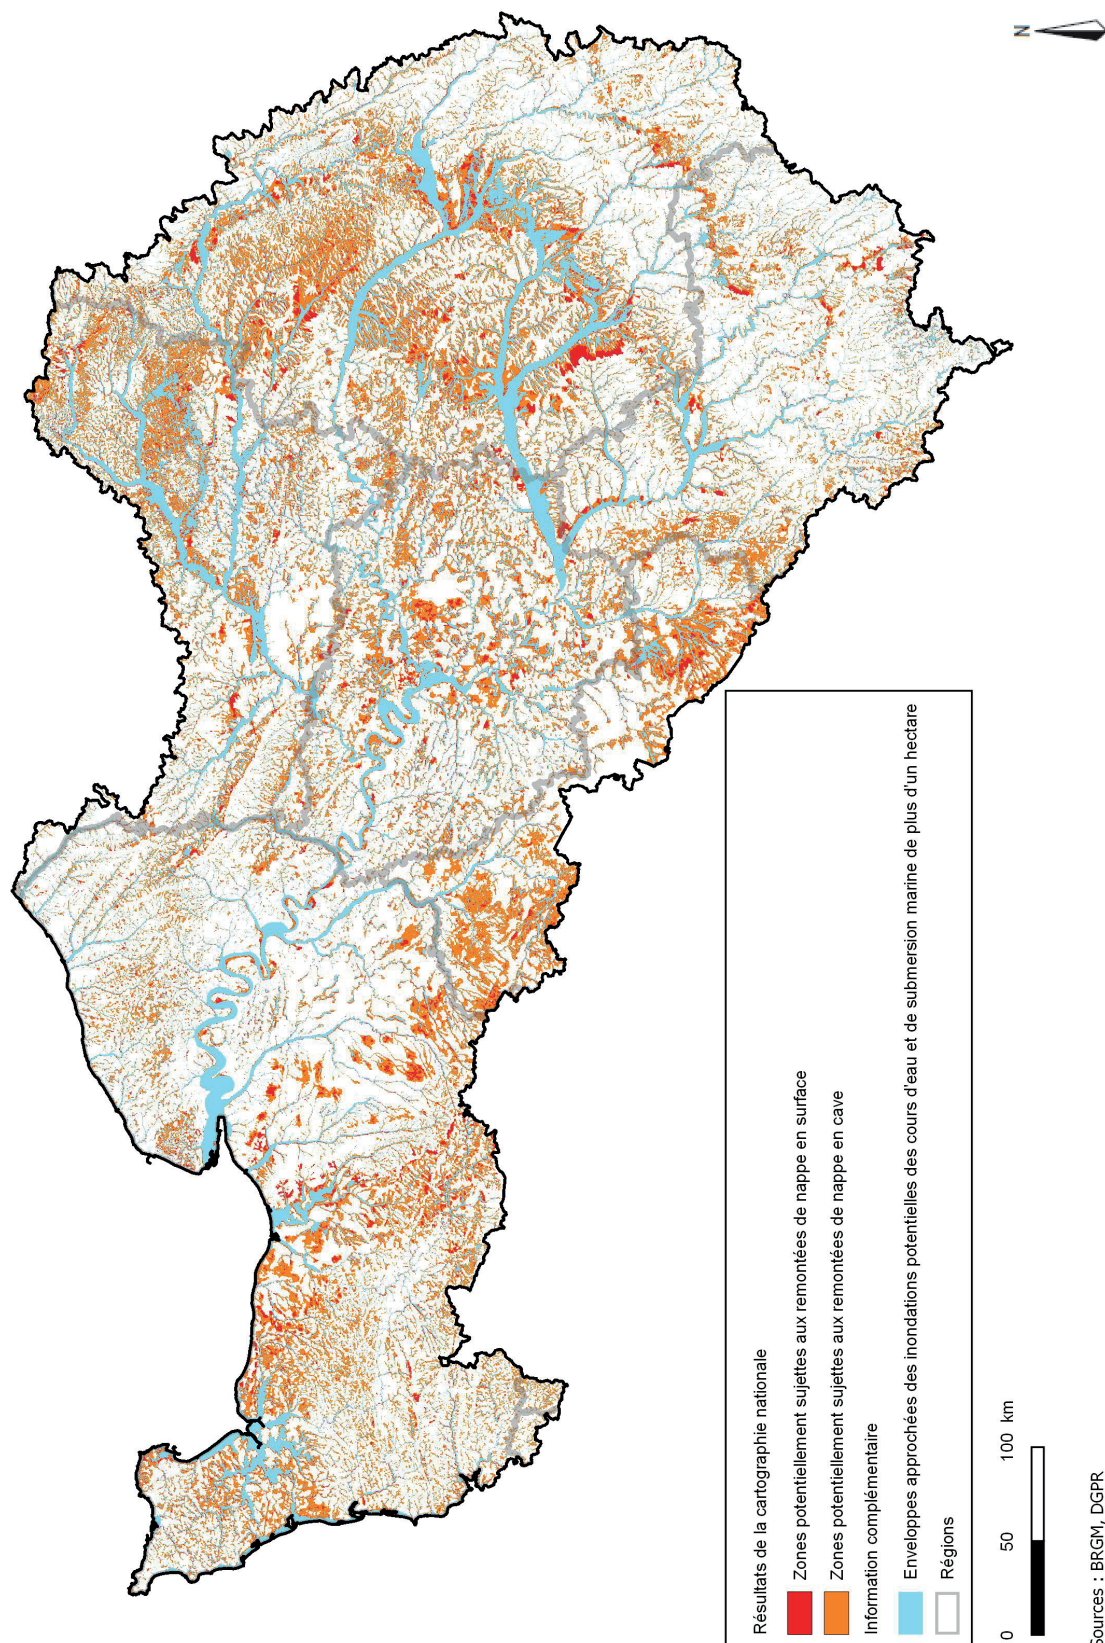 N
Résultats de la cartographie nationale
Zones potentiellement sujettes aux remontées de nappe en surface
Zones potentiellement sujettes aux remontées de nappe en cave
Information complémentaire
Enveloppes approchées des inondations potentielles des cours d'eau et de submersion marine de plus d'un hectare
Régions
0 50 100 km
Sources : BRGM, DGPR